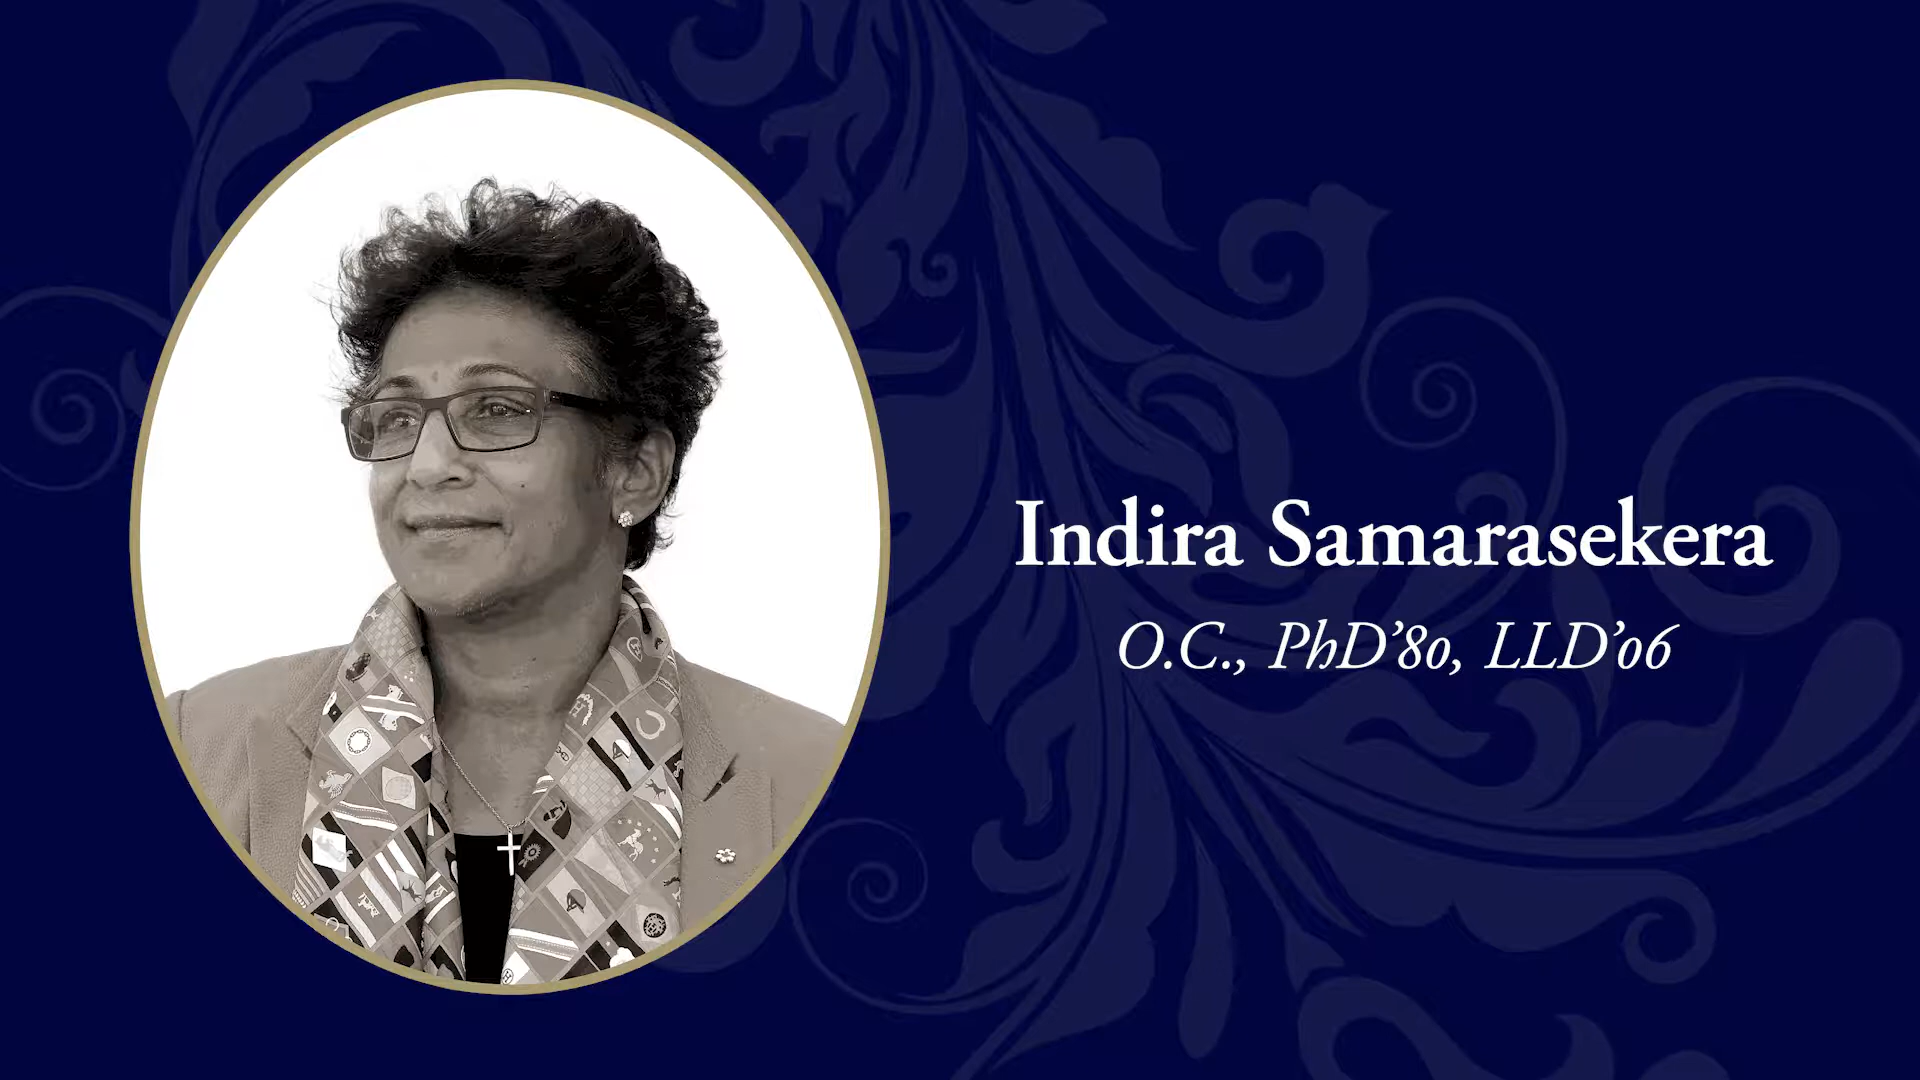 Indira Samarasekera
O.C., PhD’80, LLD’06